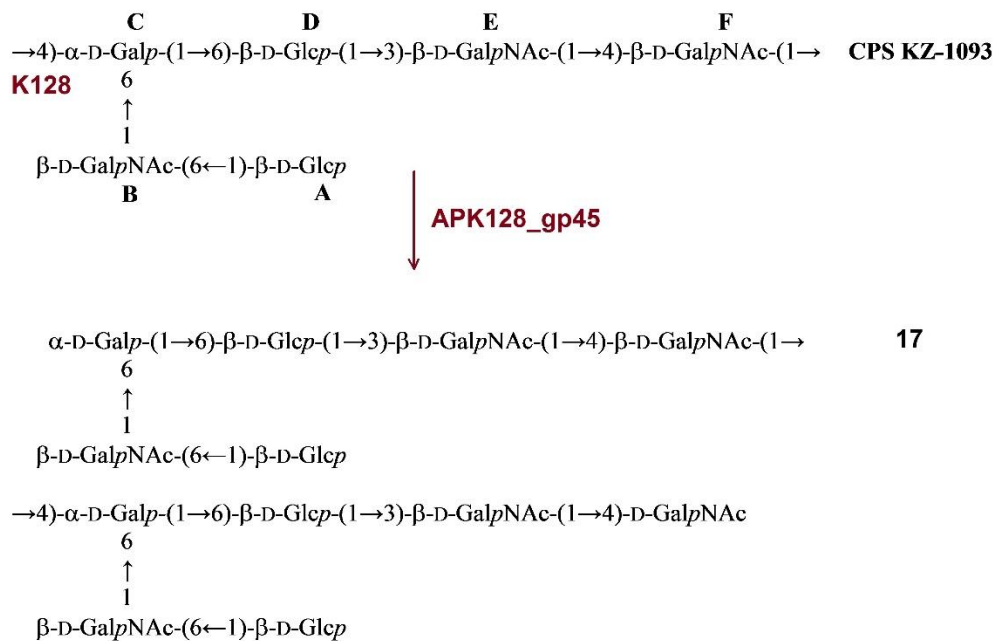 C D E F
→4)-α-D-Galp-(1→6)-β-D-Glcp-(1→3)-β-D-GalpNAc-(1→4)-β-D-GalpNAc-(1→ CPS KZ-1093
K128 6
↑
1
β-D-GalpNAc-(6←1)-β-D-Glcp
B A
APK128_gp45
α-D-Galp-(1→6)-β-D-Glcp-(1→3)-β-D-GalpNAc-(1→4)-β-D-GalpNAc-(1→ 17
6
↑
1
β-D-GalpNAc-(6←1)-β-D-Glcp
→4)-α-D-Galp-(1→6)-β-D-Glcp-(1→3)-β-D-GalpNAc-(1→4)-D-GalpNAc
6
↑
1
β-D-GalpNAc-(6←1)-β-D-Glcp